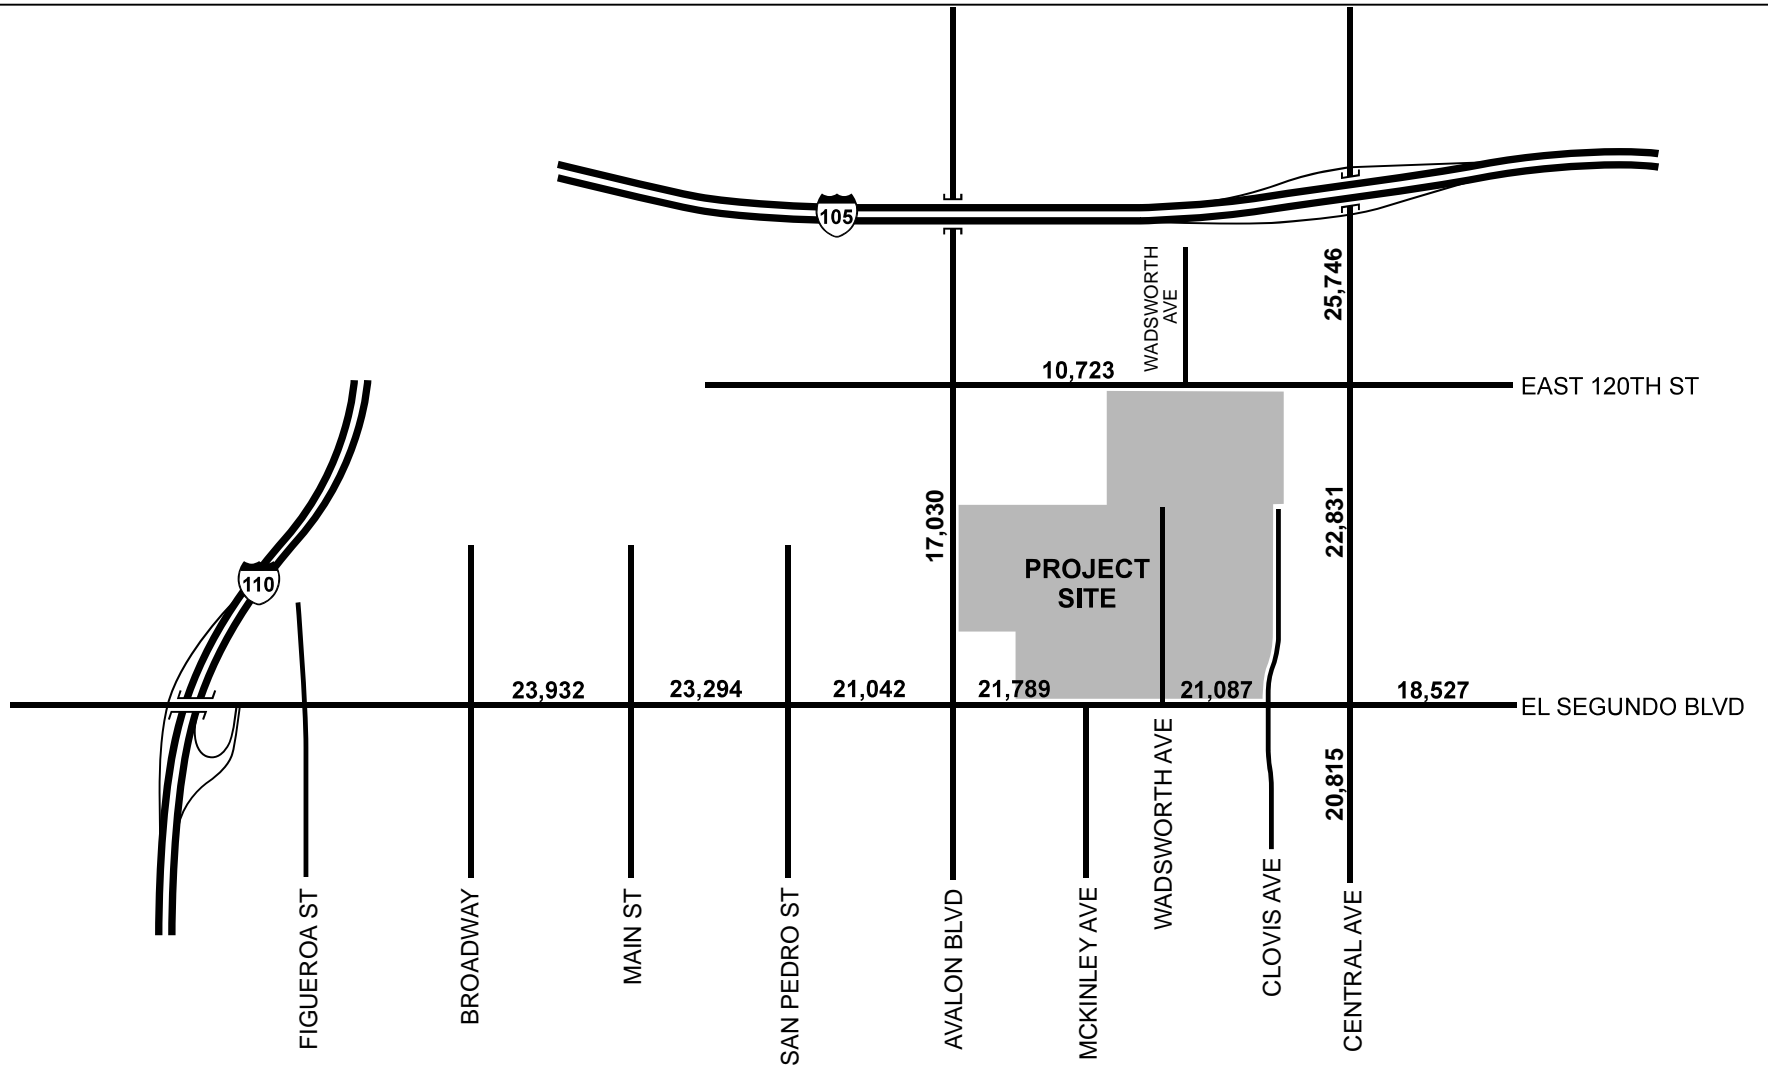 105
WADSWORTH
AVE
25,746
10,723
EAST 120TH ST
17,030
22,831
PROJECT
SITE
110
23,932
23,294
21,042
21,789
21,087
18,527
EL SEGUNDO BLVD
20,815
FIGUEROA ST
BROADWAY
MAIN ST
SAN PEDRO ST
AVALON BLVD
MCKINLEY AVE
WADSWORTH AVE
CLOVIS AVE
CENTRAL AVE